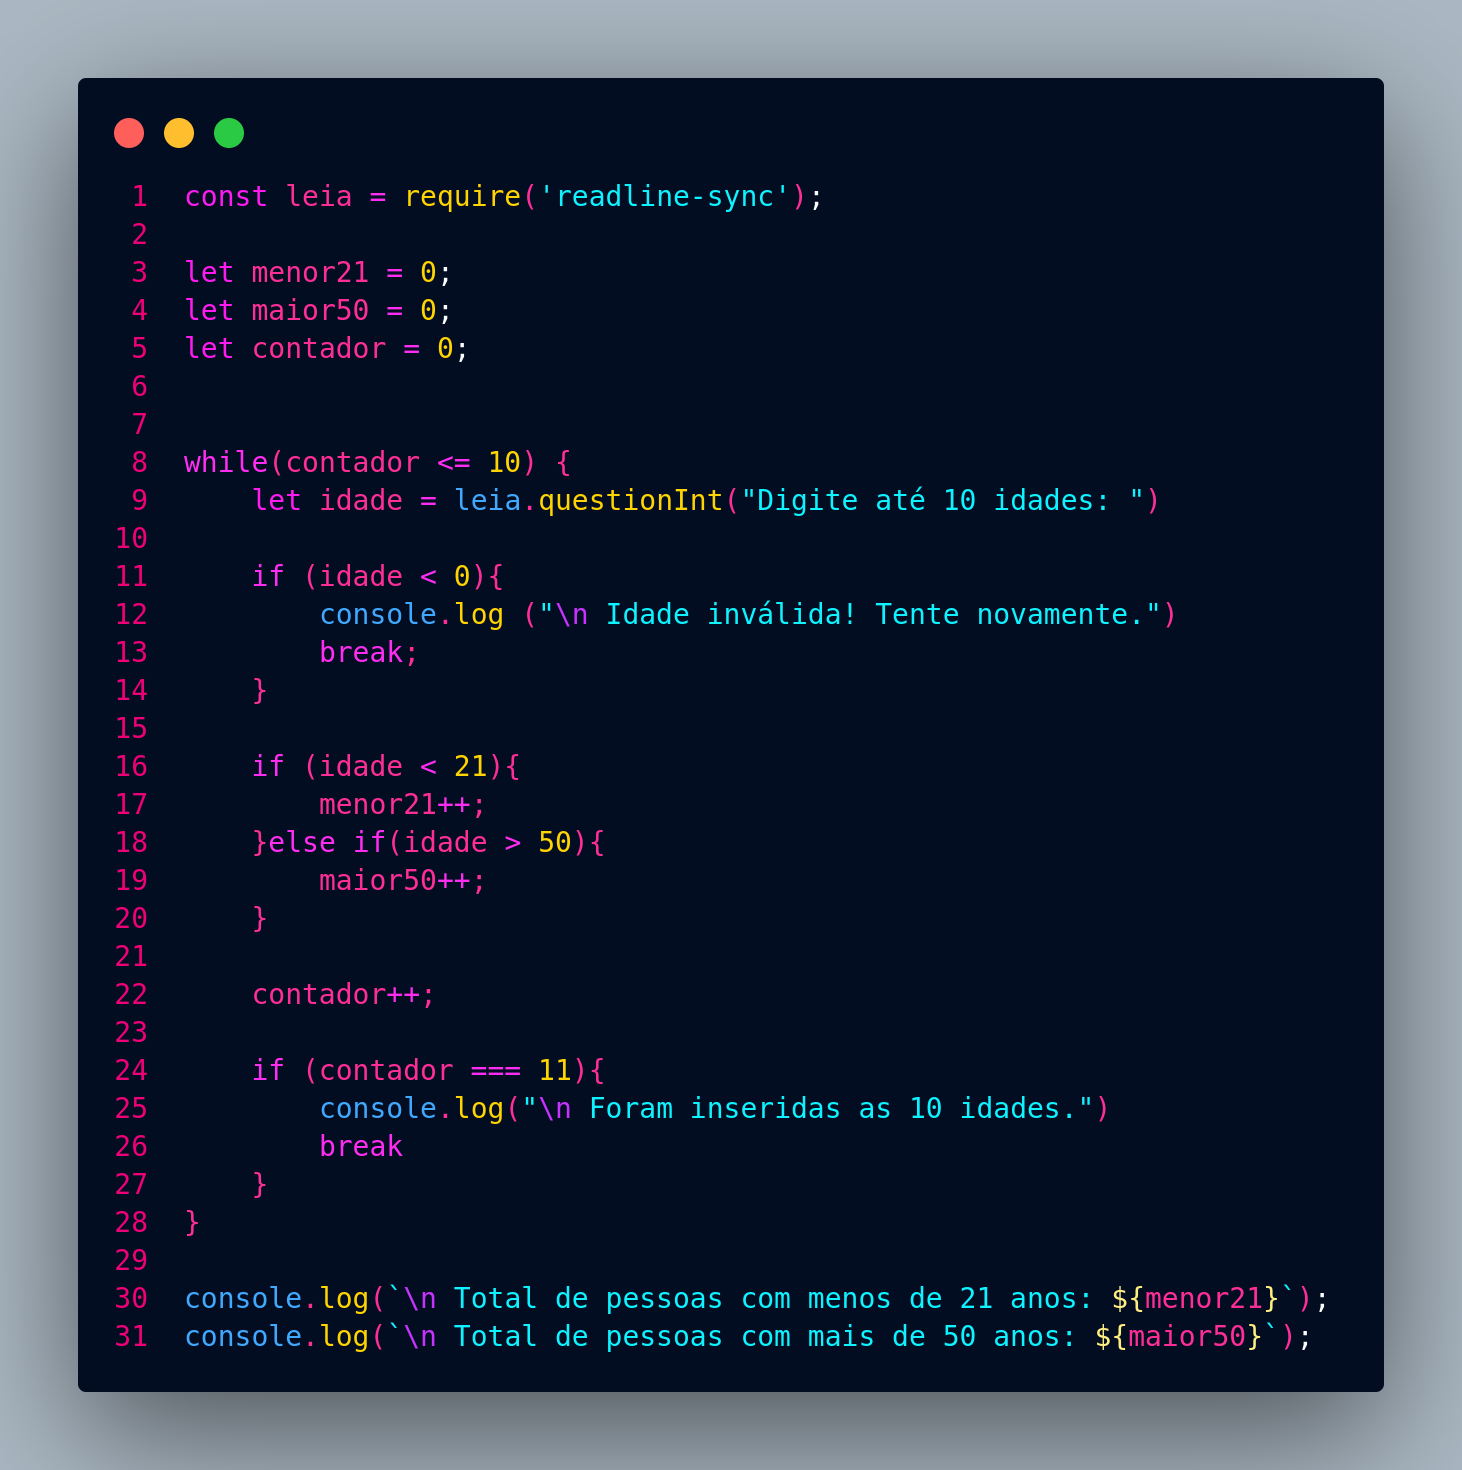 1 const leia = require('readline-sync');
2
3 let menor21 = 0;
4 let maior50 = 0;
5 let contador = 0;
6
7
8 while(contador <= 10) {
9     let idade = leia.questionInt("Digite até 10 idades: ")
10
11     if (idade < 0){
12         console.log ("\n Idade inválida! Tente novamente.")
13         break;
14     }
15
16     if (idade < 21){
17         menor21++;
18     }else if(idade > 50){
19         maior50++;
20     }
21
22     contador++;
23
24     if (contador === 11){
25         console.log("\n Foram inseridas as 10 idades.")
26         break
27     }
28 }
29
30 console.log(`\n Total de pessoas com menos de 21 anos: ${menor21}`);
31 console.log(`\n Total de pessoas com mais de 50 anos: ${maior50}`);